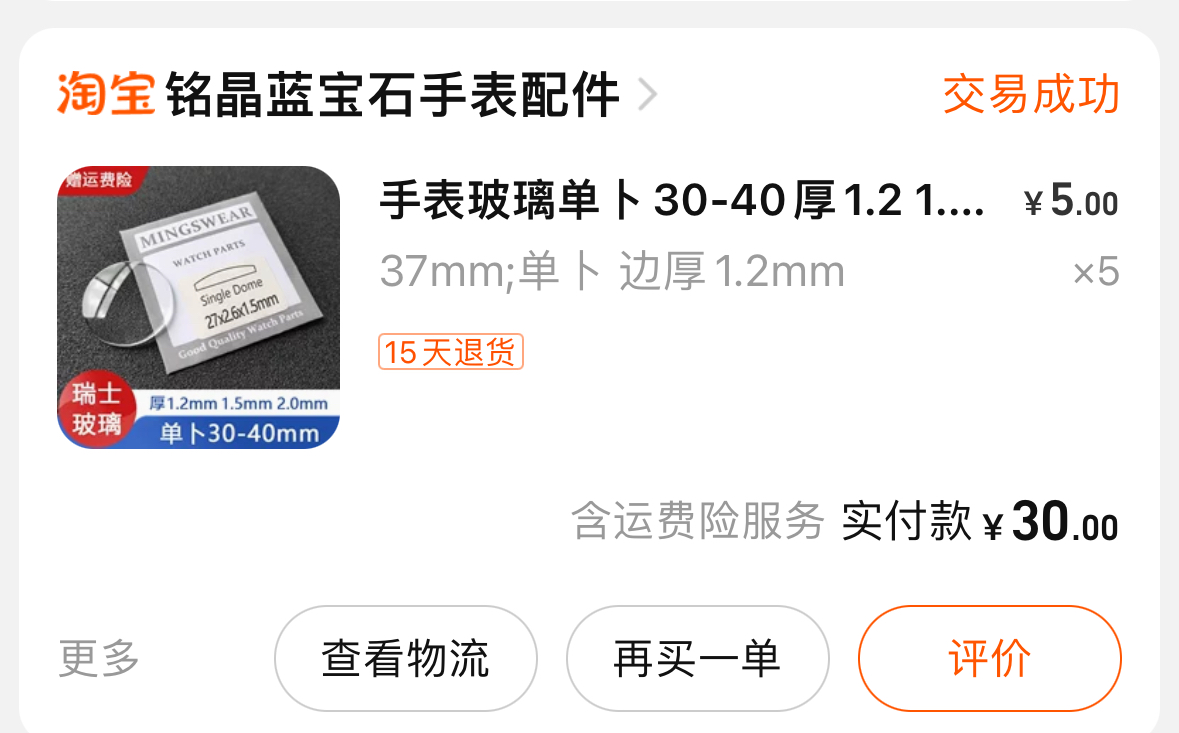 淘宝 铭晶蓝宝石手表配件
交易成功
赠运费险
MINGSWEAR
WATCH PARTS
Single Dome
27x2.6x1.5mm
Good Quality Watch Parts
瑞士
玻璃
厚1.2mm 1.5mm 2.0mm
单卜30-40mm
手表玻璃单卜30-40厚1.2 1....
¥5.00
37mm;单卜 边厚1.2mm
×5
15天退货
含运费险服务 实付款 ¥30.00
更多
查看物流
再买一单
评价